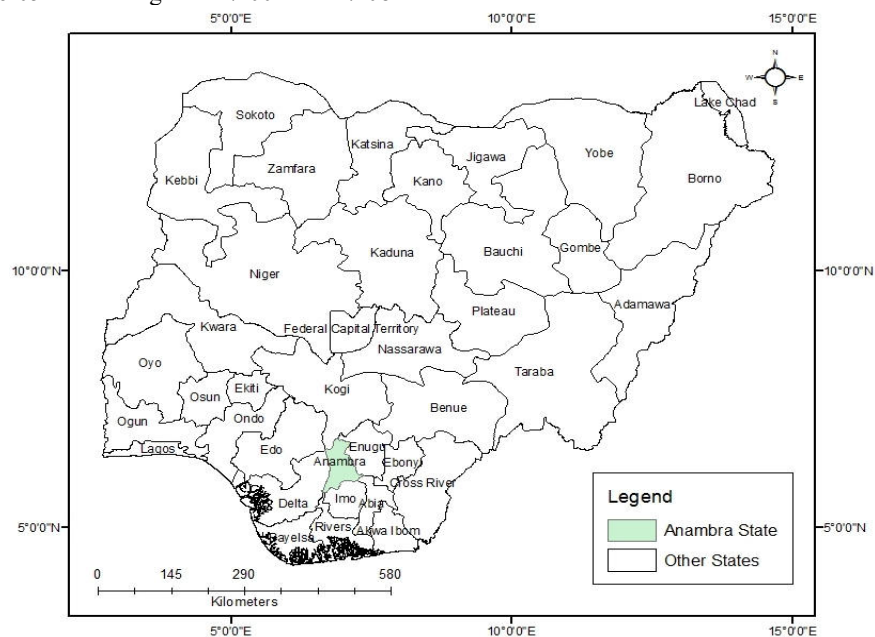 5°0'0"E 10°0'0"E 15°0'0"E
N
W E
S
Lake Chad
Sokoto
Katsina
Jigawa
Yobe
Zamfara
Kebbi
Kano
Borno
Kaduna
Bauchi
Gombe
10°0'0"N 10°0'0"N
Niger
Adamawa
Plateau
Kwara
Federal Capital Territory
Nassarawa
Oyo
Taraba
Kogi
Ekiti
Osun
Benue
Ogun
Ondo
Lagos
Edo
Enugu
Anambra
Ebonyi
Cross River
Imo
Abia
Delta
Rivers
Akwa Ibom
Bayelsa
5°0'0"N 5°0'0"N
Legend
Anambra State
Other States
0 145 290 580
Kilometers
5°0'0"E 10°0'0"E 15°0'0"E